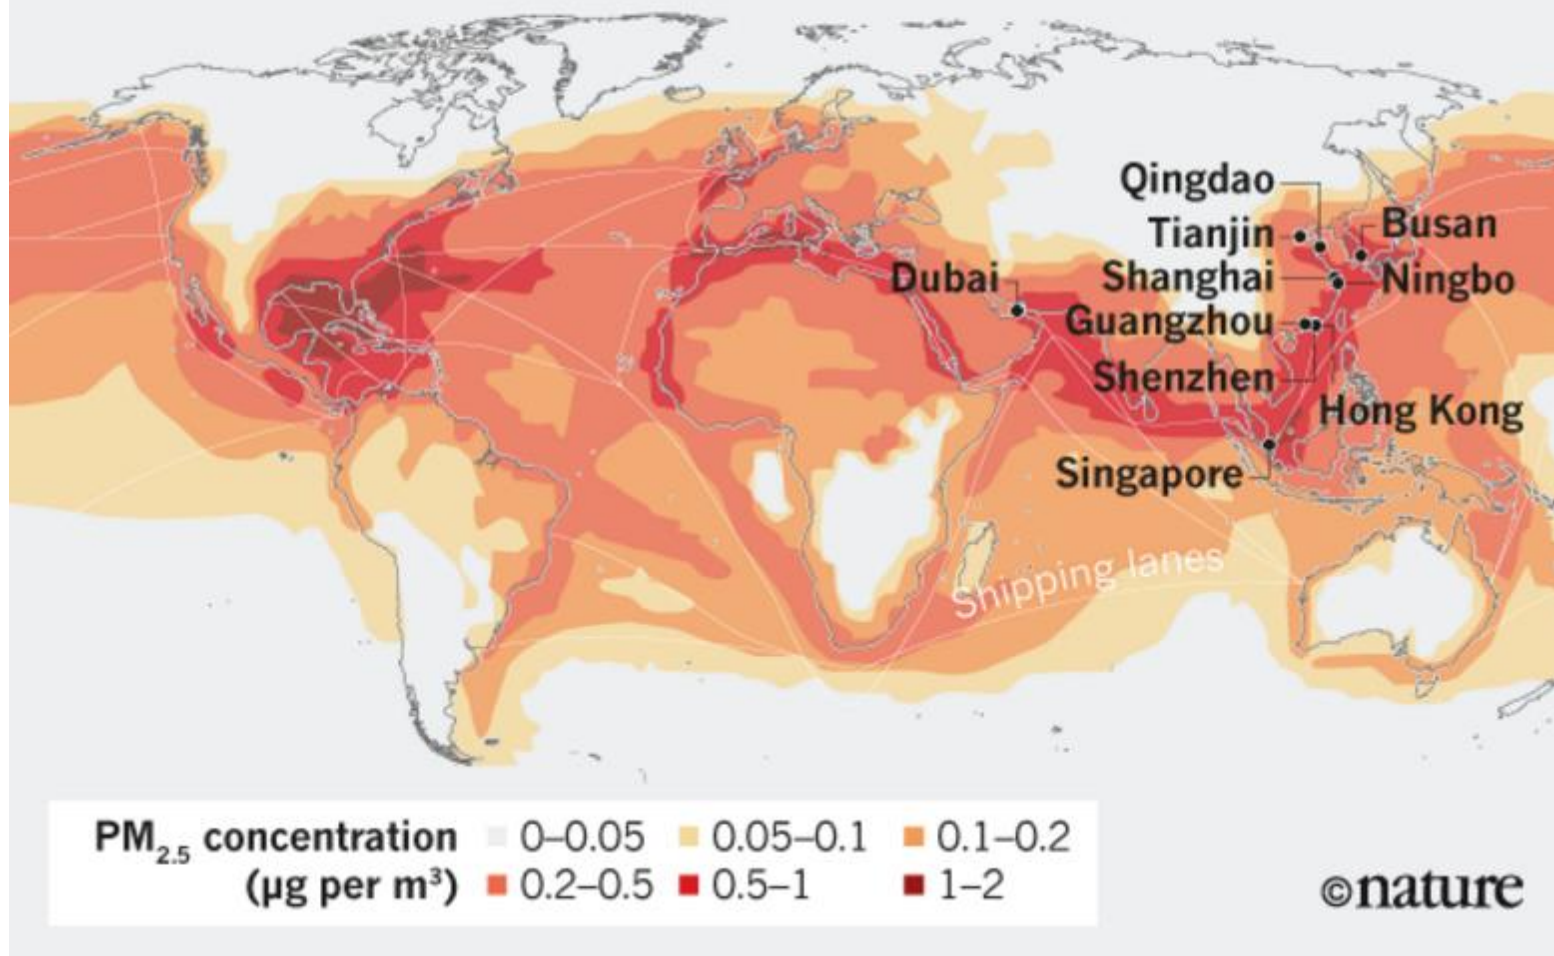 Qingdao
Tianjin
Busan
Dubai
Shanghai
Ningbo
Guangzhou
Shenzhen
Hong Kong
Singapore
Shipping lanes
PM2.5 concentration
(µg per m³)
0–0.05
0.05–0.1
0.1–0.2
0.2–0.5
0.5–1
1–2
©nature